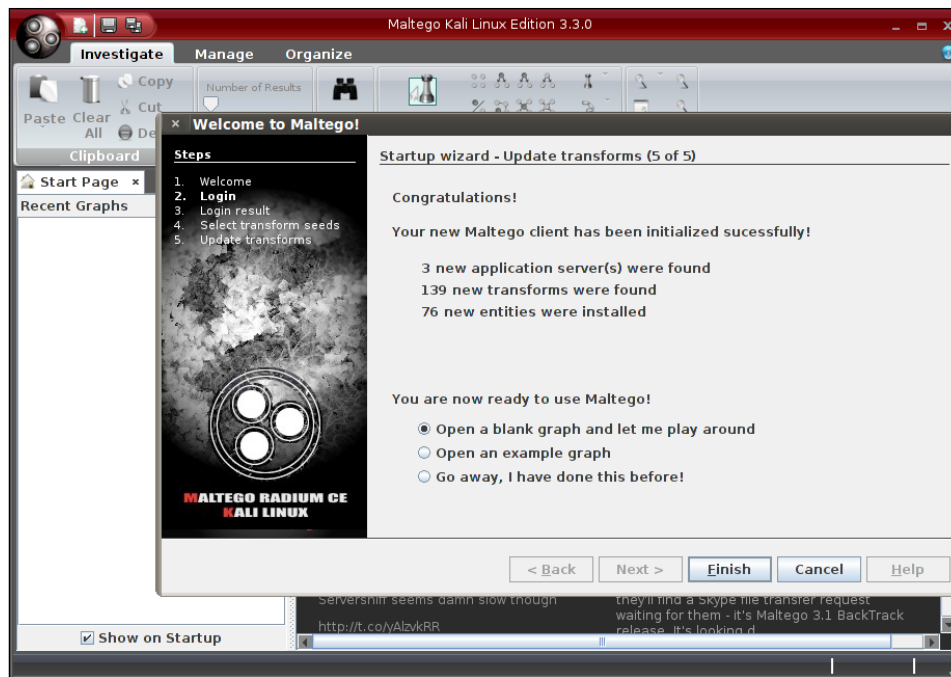 Maltego Kali Linux Edition 3.3.0
Investigate Manage Organize
Paste
Clear All
Copy
Cut
De
Number of Results
Clipboard
Start Page ×
Recent Graphs
× Welcome to Maltego!
Steps
1. Welcome
2. Login
3. Login result
4. Select transform seeds
5. Update transforms
MALTEGO RADIUM CE
KALI LINUX
Startup wizard - Update transforms (5 of 5)
Congratulations!
Your new Maltego client has been initialized sucessfully!
3 new application server(s) were found
139 new transforms were found
76 new entities were installed
You are now ready to use Maltego!
Open a blank graph and let me play around
Open an example graph
Go away, I have done this before!
< Back Next > Finish Cancel Help
Serversniff seems damn slow though
http://t.co/yAlzvkRR
they'll find a Skype file transfer request
waiting for them - it's Maltego 3.1 BackTrack
release. It's looking d
Show on Startup